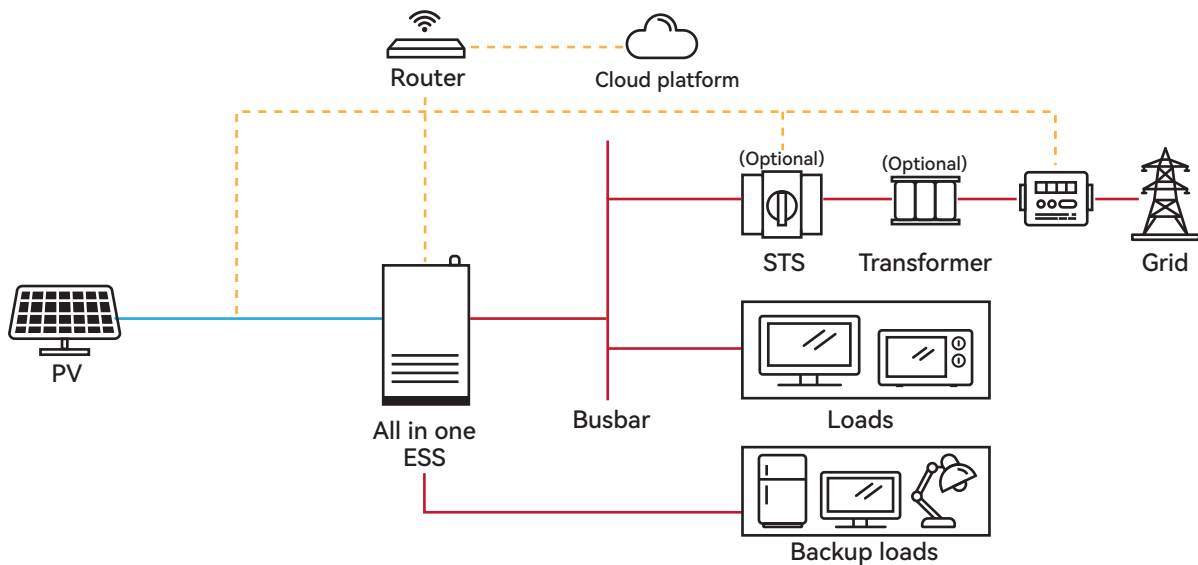 Router
Cloud platform
(Optional)
(Optional)
STS
Transformer
Grid
PV
All in one
ESS
Busbar
Loads
Backup loads